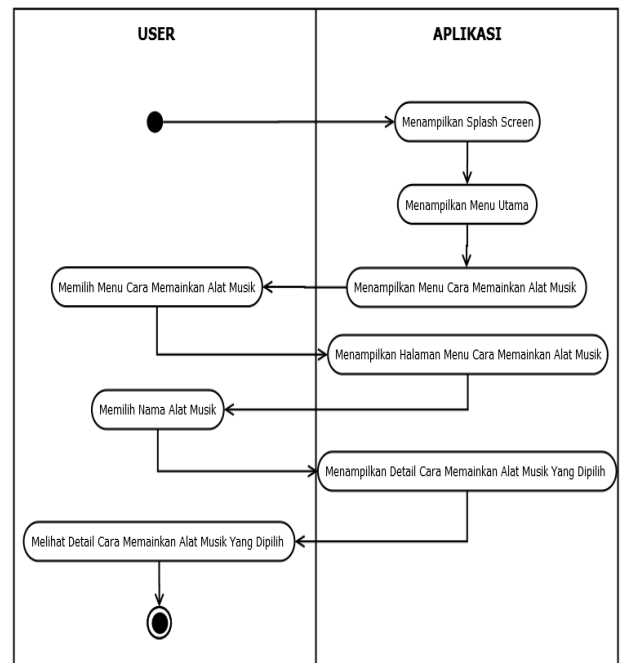 USER
APLIKASI
Menampilkan Splash Screen
Menampilkan Menu Utama
Menampilkan Menu Cara Memainkan Alat Musik
Memilih Menu Cara Memainkan Alat Musik
Menampilkan Halaman Menu Cara Memainkan Alat Musik
Memilih Nama Alat Musik
Menampilkan Detail Cara Memainkan Alat Musik Yang Dipilih
Melihat Detail Cara Memainkan Alat Musik Yang Dipilih